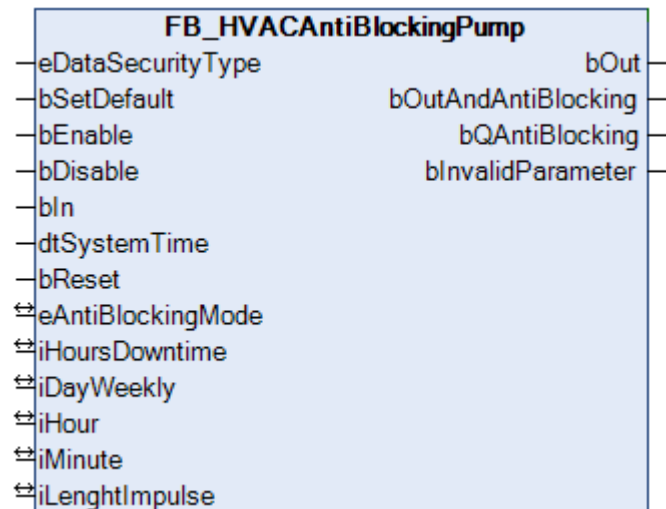 FB_HVACAntiBlockingPump
eDataSecurityType bOut
bSetDefault bOutAndAntiBlocking
bEnable bQAntiBlocking
bDisable bInvalidParameter
bIn
dtSystemTime
bReset
eAntiBlockingMode
iHoursDowntime
iDayWeekly
iHour
iMinute
iLenghtImpulse